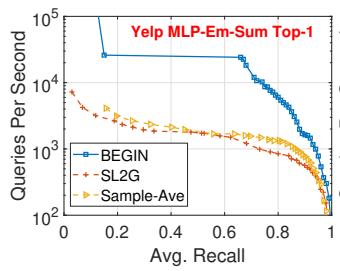 10^5
Yelp MLP-Em-Sum Top-1
10^4
10^3
10^2
Queries Per Second
BEGIN
SL2G
Sample-Ave
0 0.2 0.4 0.6 0.8 1
Avg. Recall